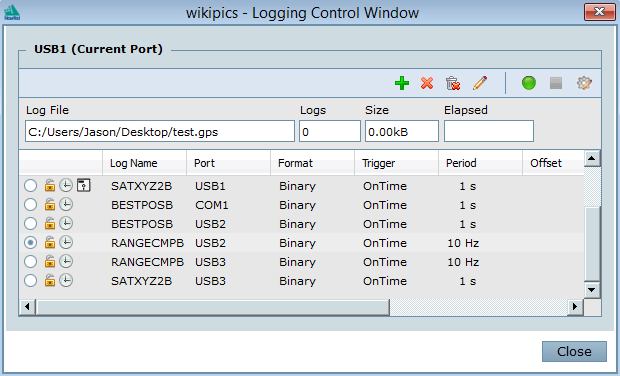 wikipics - Logging Control Window
USB1 (Current Port)
Log File Logs Size Elapsed
C:/Users/Jason/Desktop/test.gps 0 0.00kB
Log Name Port Format Trigger Period Offset
SATXYZ2B USB1 Binary OnTime 1 s
BESTPOSB COM1 Binary OnTime 1 s
BESTPOSB USB2 Binary OnTime 1 s
RANGECMPB USB2 Binary OnTime 10 Hz
RANGECMPB USB3 Binary OnTime 10 Hz
SATXYZ2B USB3 Binary OnTime 1 s
Close